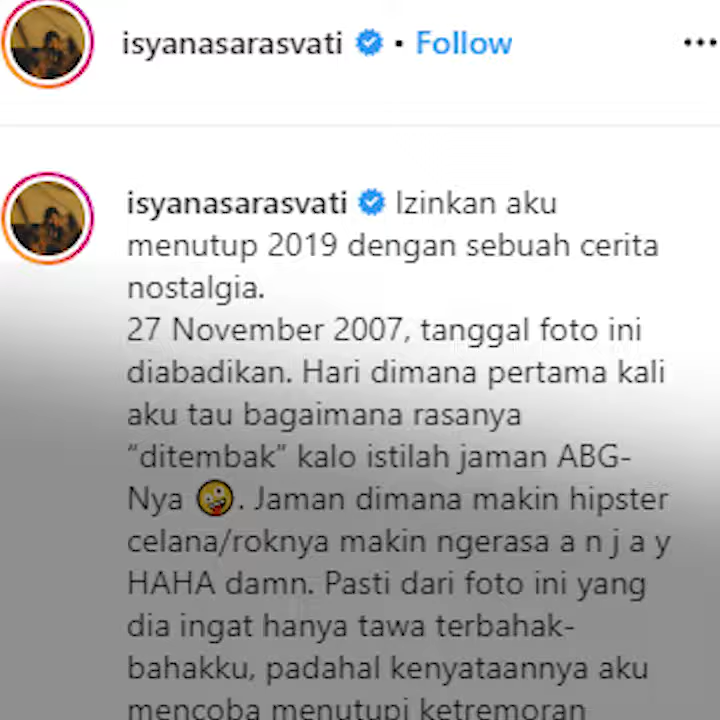 isyanasarasvati • Follow
isyanasarasvati Izinkan aku
menutup 2019 dengan sebuah cerita
nostalgia.
27 November 2007, tanggal foto ini
diabadikan. Hari dimana pertama kali
aku tau bagaimana rasanya
“ditembak” kalo istilah jaman ABG-
Nya 🤪. Jaman dimana makin hipster
celana/roknya makin ngerasa a n j a y
HAHA damn. Pasti dari foto ini yang
dia ingat hanya tawa terbahak-
bahakku, padahal kenyataannya aku
mencoba menutupi ketremoran